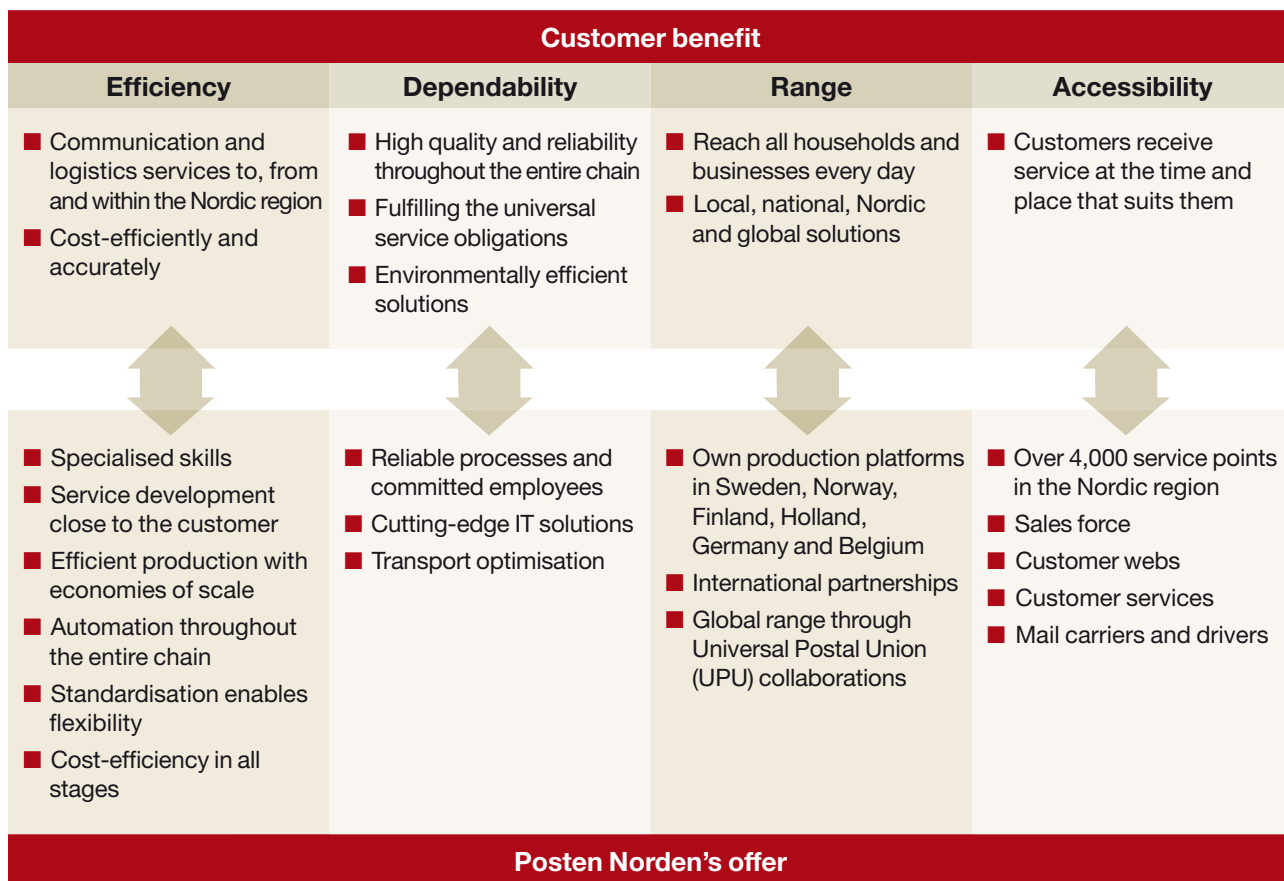 Customer benefit
Efficiency
Communication and
logistics services to, from
and within the Nordic region
Cost-efficiently and
accurately
Dependability
High quality and reliability
throughout the entire chain
Fulfilling the universal
service obligations
Environmentally efficient
solutions
Range
Reach all households and
businesses every day
Local, national, Nordic
and global solutions
Accessibility
Customers receive
service at the time and
place that suits them
Specialised skills
Service development
close to the customer
Efficient production with
economies of scale
Automation throughout
the entire chain
Standardisation enables
flexibility
Cost-efficiency in all
stages
Reliable processes and
committed employees
Cutting-edge IT solutions
Transport optimisation
Own production platforms
in Sweden, Norway,
Finland, Holland,
Germany and Belgium
International partnerships
Global range through
Universal Postal Union
(UPU) collaborations
Over 4,000 service points
in the Nordic region
Sales force
Customer webs
Customer services
Mail carriers and drivers
Posten Norden’s offer